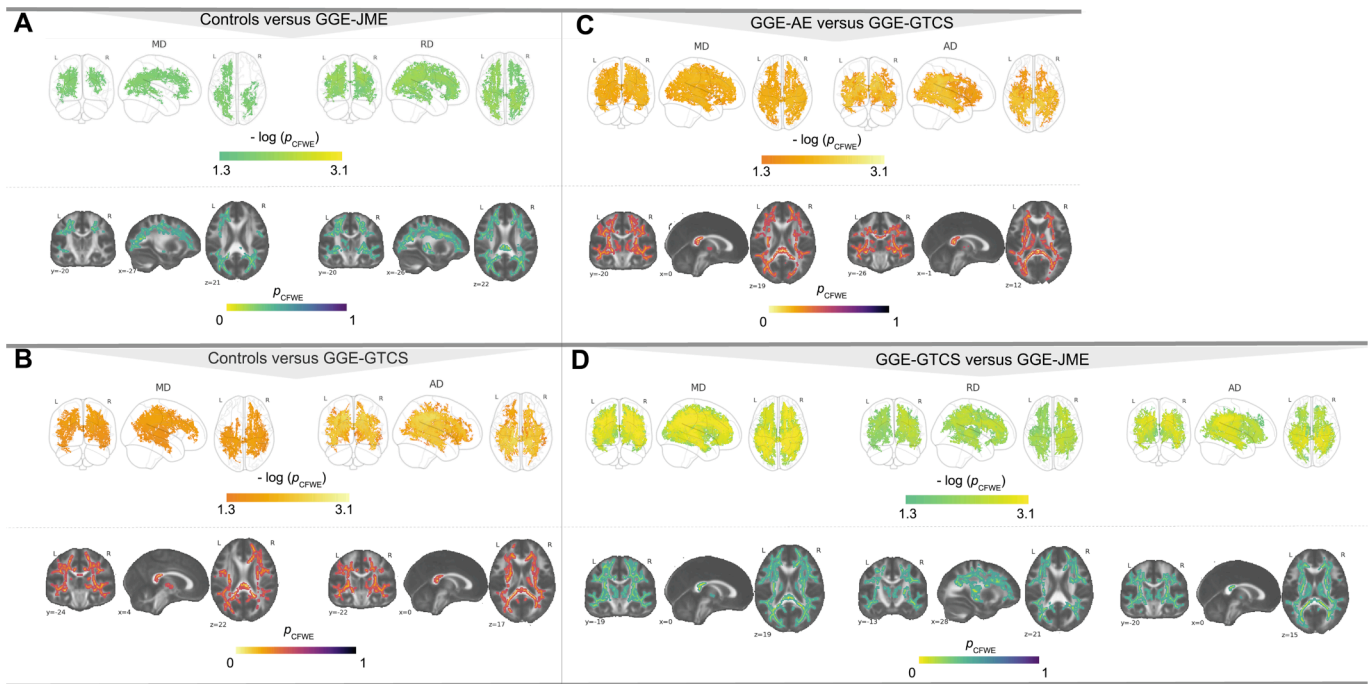 A
Controls versus GGE-JME
MD
RD
L R
L R
- log (pCFWE)
1.3 3.1
L R
L R
y=-20 x=-27 z=21
y=-20 x=-26 z=22
pCFWE
0 1
C
GGE-AE versus GGE-GTCS
MD
AD
L R
L R
- log (pCFWE)
1.3 3.1
L R
L R
y=-20 x=0 z=19
y=-26 x=-1 z=12
pCFWE
0 1
B
Controls versus GGE-GTCS
MD
AD
L R
L R
- log (pCFWE)
1.3 3.1
L R
L R
y=-24 x=4 z=22
y=-22 x=0 z=17
pCFWE
0 1
D
GGE-GTCS versus GGE-JME
MD
RD
AD
L R
L R
L R
- log (pCFWE)
1.3 3.1
L R
L R
L R
y=-19 x=0 z=19
y=-13 x=28 z=21
y=-20 x=0 z=15
pCFWE
0 1